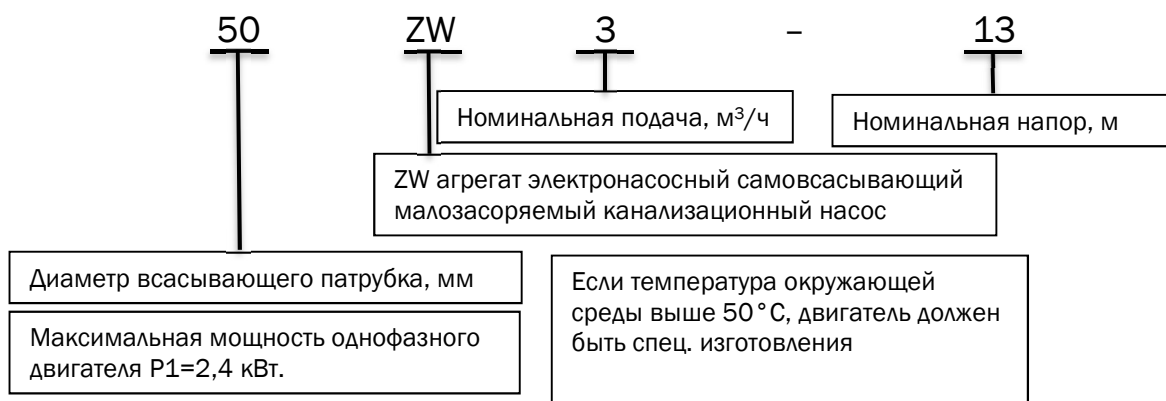 50 ZW 3 – 13
Номинальная подача, м³/ч
Номинальная напор, м
ZW агрегат электронасосный самовсасывающий
малозасоряемый канализационный насос
Диаметр всасывающего патрубка, мм
Максимальная мощность однофазного
двигателя P1=2,4 кВт.
Если температура окружающей
среды выше 50°C, двигатель должен
быть спец. изготовления